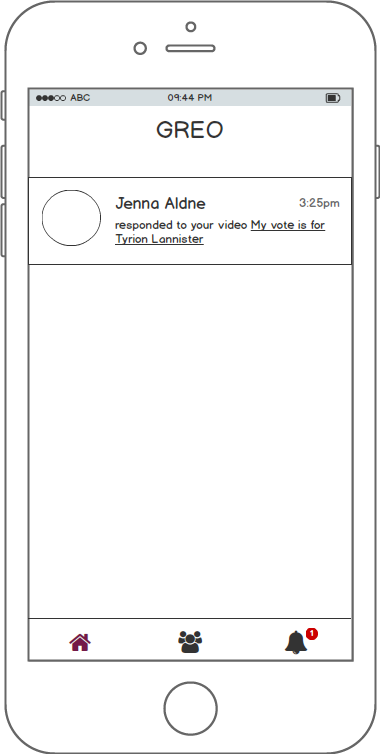 ABC 09:44 PM
GREO
Jenna Aldne 3:25pm
responded to your video My vote is for
Tyrion Lannister
1